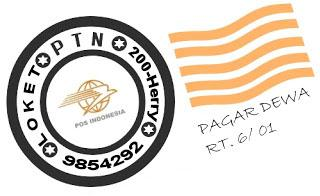 LOKET PTN 200-Herry
POS INDONESIA
9854292
PAGAR DEWA
RT. 6/ 01